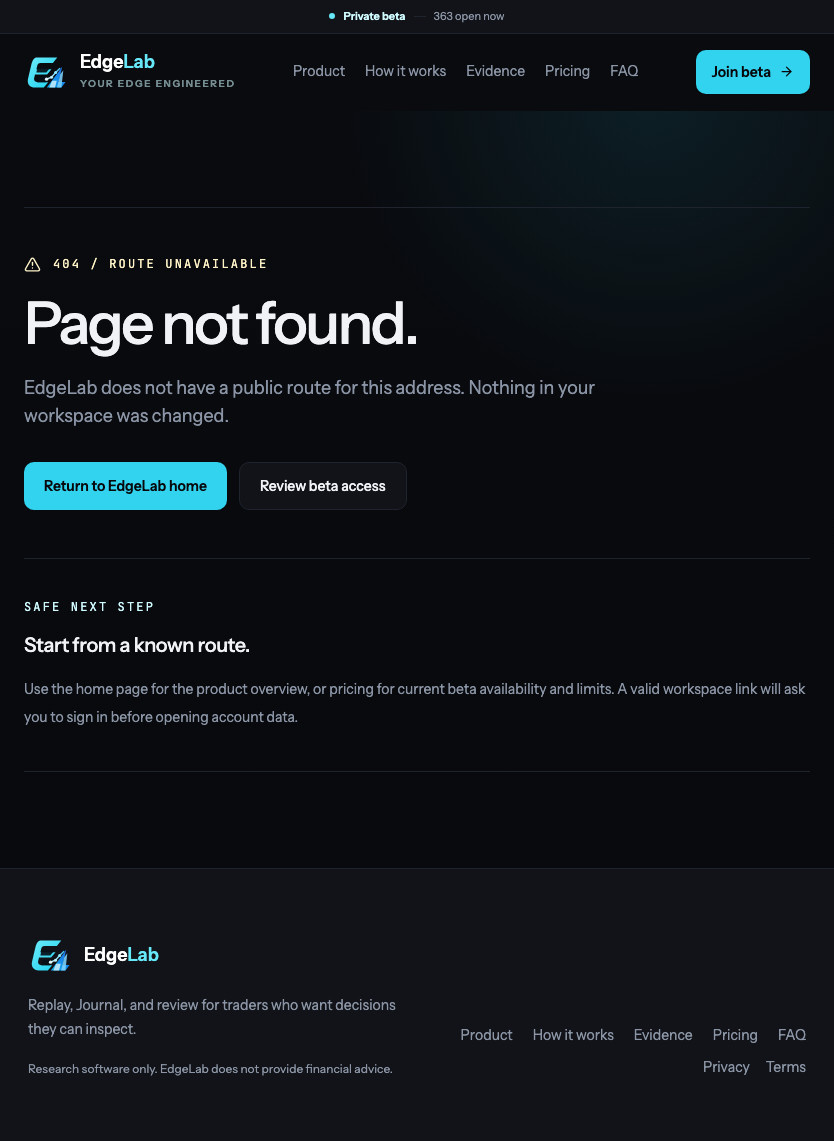 Private beta — 363 open now
EdgeLab
YOUR EDGE ENGINEERED
Product How it works Evidence Pricing FAQ
Join beta →
404 / ROUTE UNAVAILABLE
Page not found.
EdgeLab does not have a public route for this address. Nothing in your
workspace was changed.
Return to EdgeLab home
Review beta access
SAFE NEXT STEP
Start from a known route.
Use the home page for the product overview, or pricing for current beta availability and limits. A valid workspace link will ask
you to sign in before opening account data.
EdgeLab
Replay, Journal, and review for traders who want decisions
they can inspect.
Research software only. EdgeLab does not provide financial advice.
Product How it works Evidence Pricing FAQ
Privacy Terms